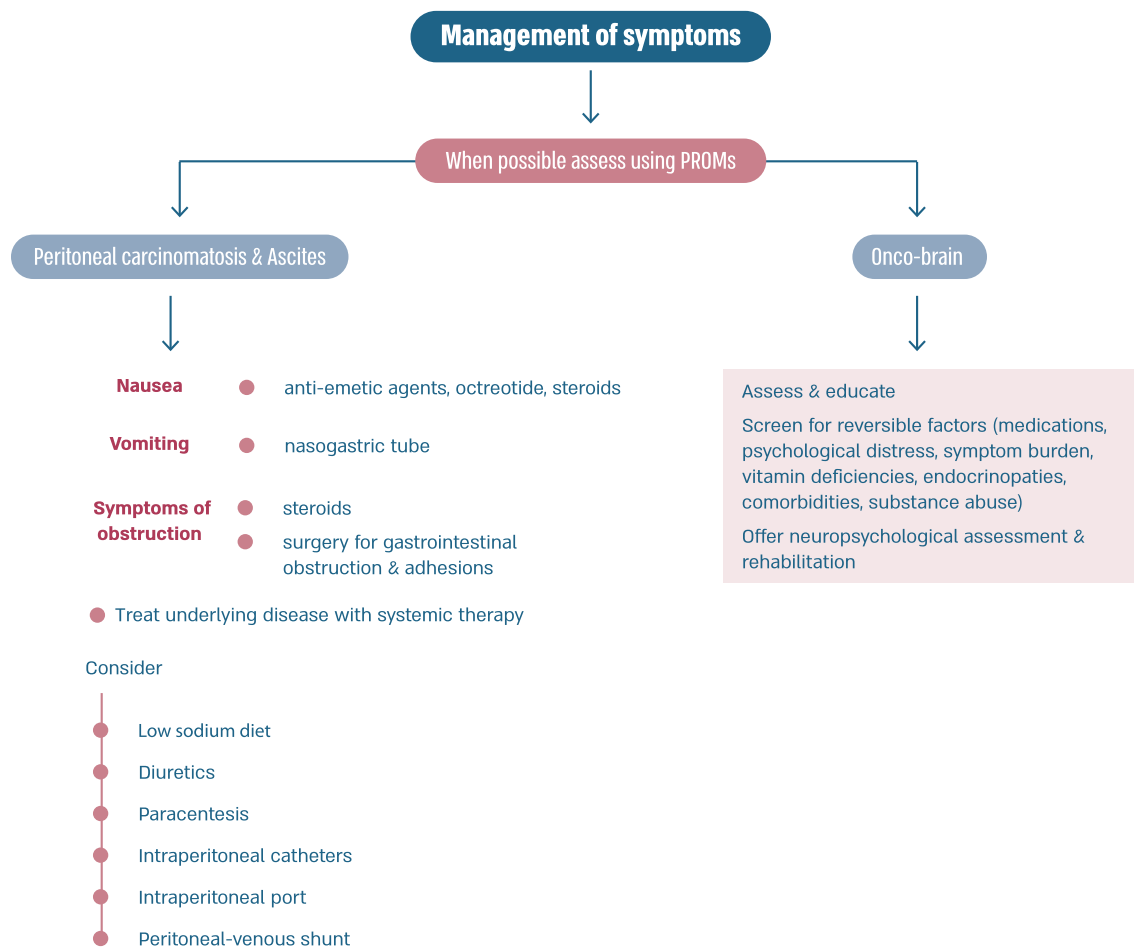 Management of symptoms
When possible assess using PROMs
Peritoneal carcinomatosis & Ascites
Onco-brain
Nausea
anti-emetic agents, octreotide, steroids
Vomiting
nasogastric tube
Symptoms of
obstruction
steroids
surgery for gastrointestinal
obstruction & adhesions
Treat underlying disease with systemic therapy
Consider
Low sodium diet
Diuretics
Paracentesis
Intraperitoneal catheters
Intraperitoneal port
Peritoneal-venous shunt
Assess & educate
Screen for reversible factors (medications,
psychological distress, symptom burden,
vitamin deficiencies, endocrinopaties,
comorbidities, substance abuse)
Offer neuropsychological assessment &
rehabilitation